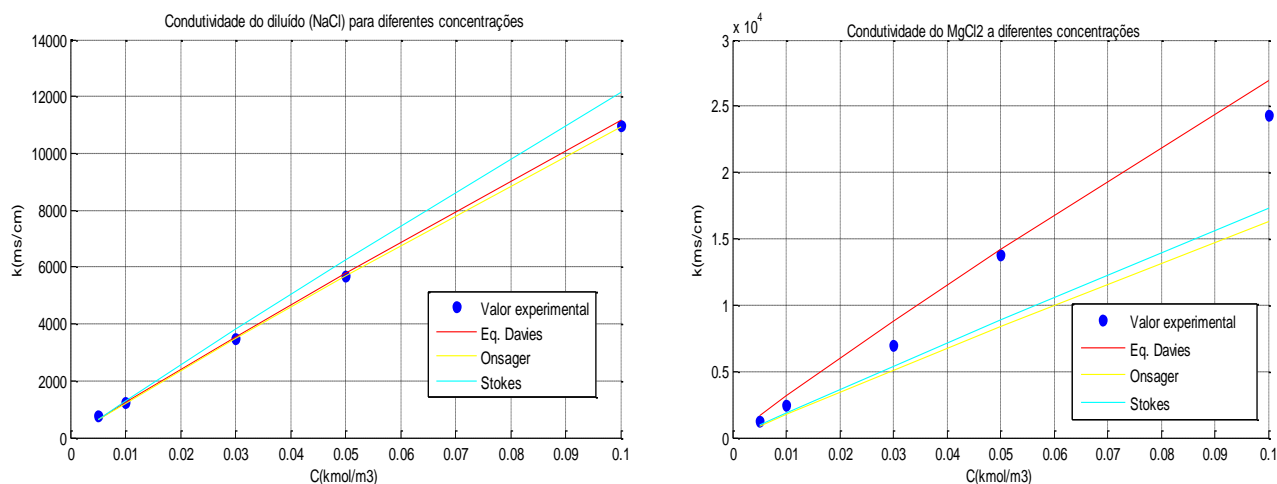 Condutividade do diluído (NaCl) para diferentes concentrações
14000
12000
10000
8000
6000
4000
2000
0
k(ms/cm)
0
0.01
0.02
0.03
0.04
0.05
0.06
0.07
0.08
0.09
0.1
C(kmol/m3)
Valor experimental
Eq. Davies
Onsager
Stokes
x 10^4
Condutividade do MgCl2 a diferentes concentrações
3
2.5
2
1.5
1
0.5
0
k(ms/cm)
0
0.01
0.02
0.03
0.04
0.05
0.06
0.07
0.08
0.09
0.1
C(kmol/m3)
Valor experimental
Eq. Davies
Onsager
Stokes